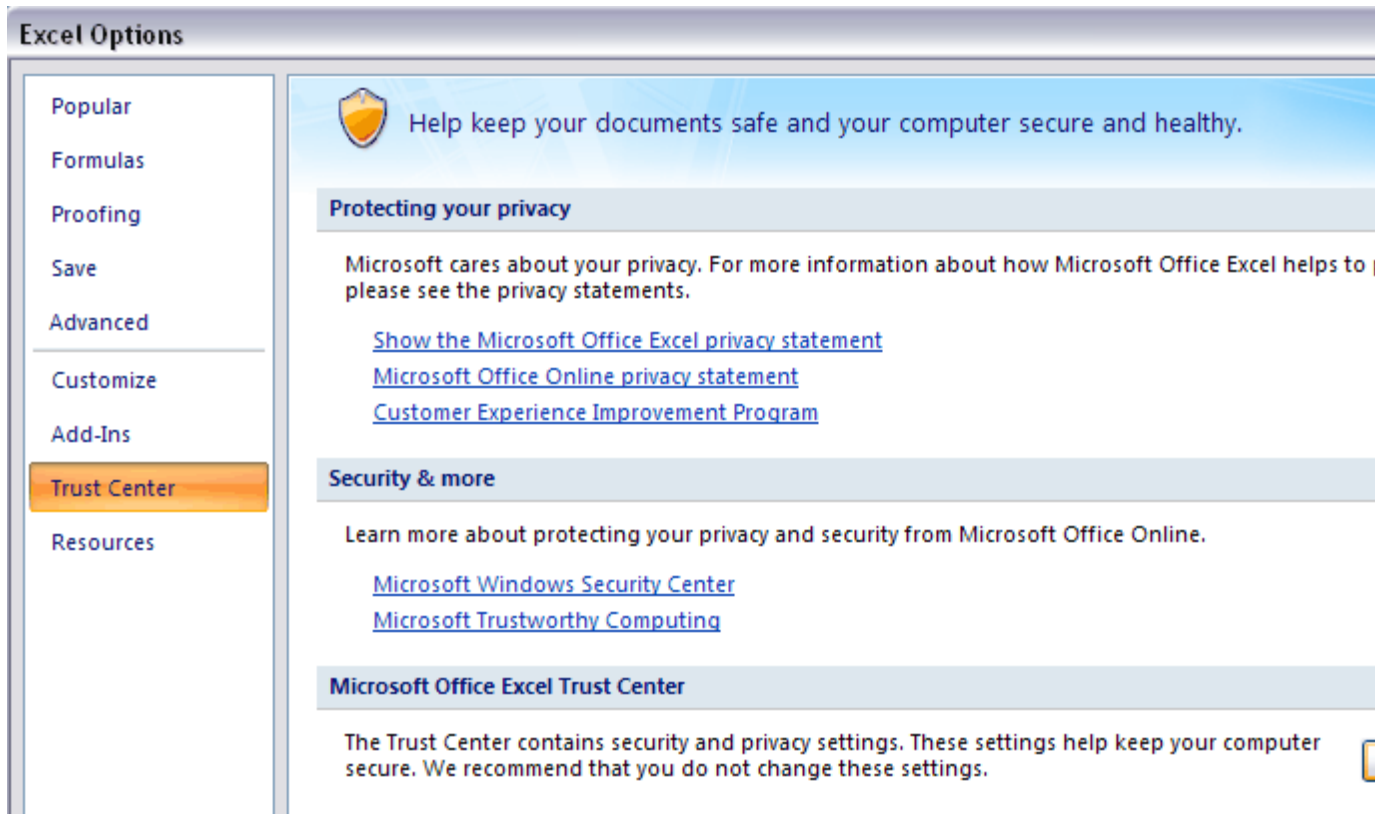 Excel Options
Popular
Formulas
Proofing
Save
Advanced
Customize
Add-Ins
Trust Center
Resources
Help keep your documents safe and your computer secure and healthy.
Protecting your privacy
Microsoft cares about your privacy. For more information about how Microsoft Office Excel helps to
please see the privacy statements.
Show the Microsoft Office Excel privacy statement
Microsoft Office Online privacy statement
Customer Experience Improvement Program
Security & more
Learn more about protecting your privacy and security from Microsoft Office Online.
Microsoft Windows Security Center
Microsoft Trustworthy Computing
Microsoft Office Excel Trust Center
The Trust Center contains security and privacy settings. These settings help keep your computer
secure. We recommend that you do not change these settings.